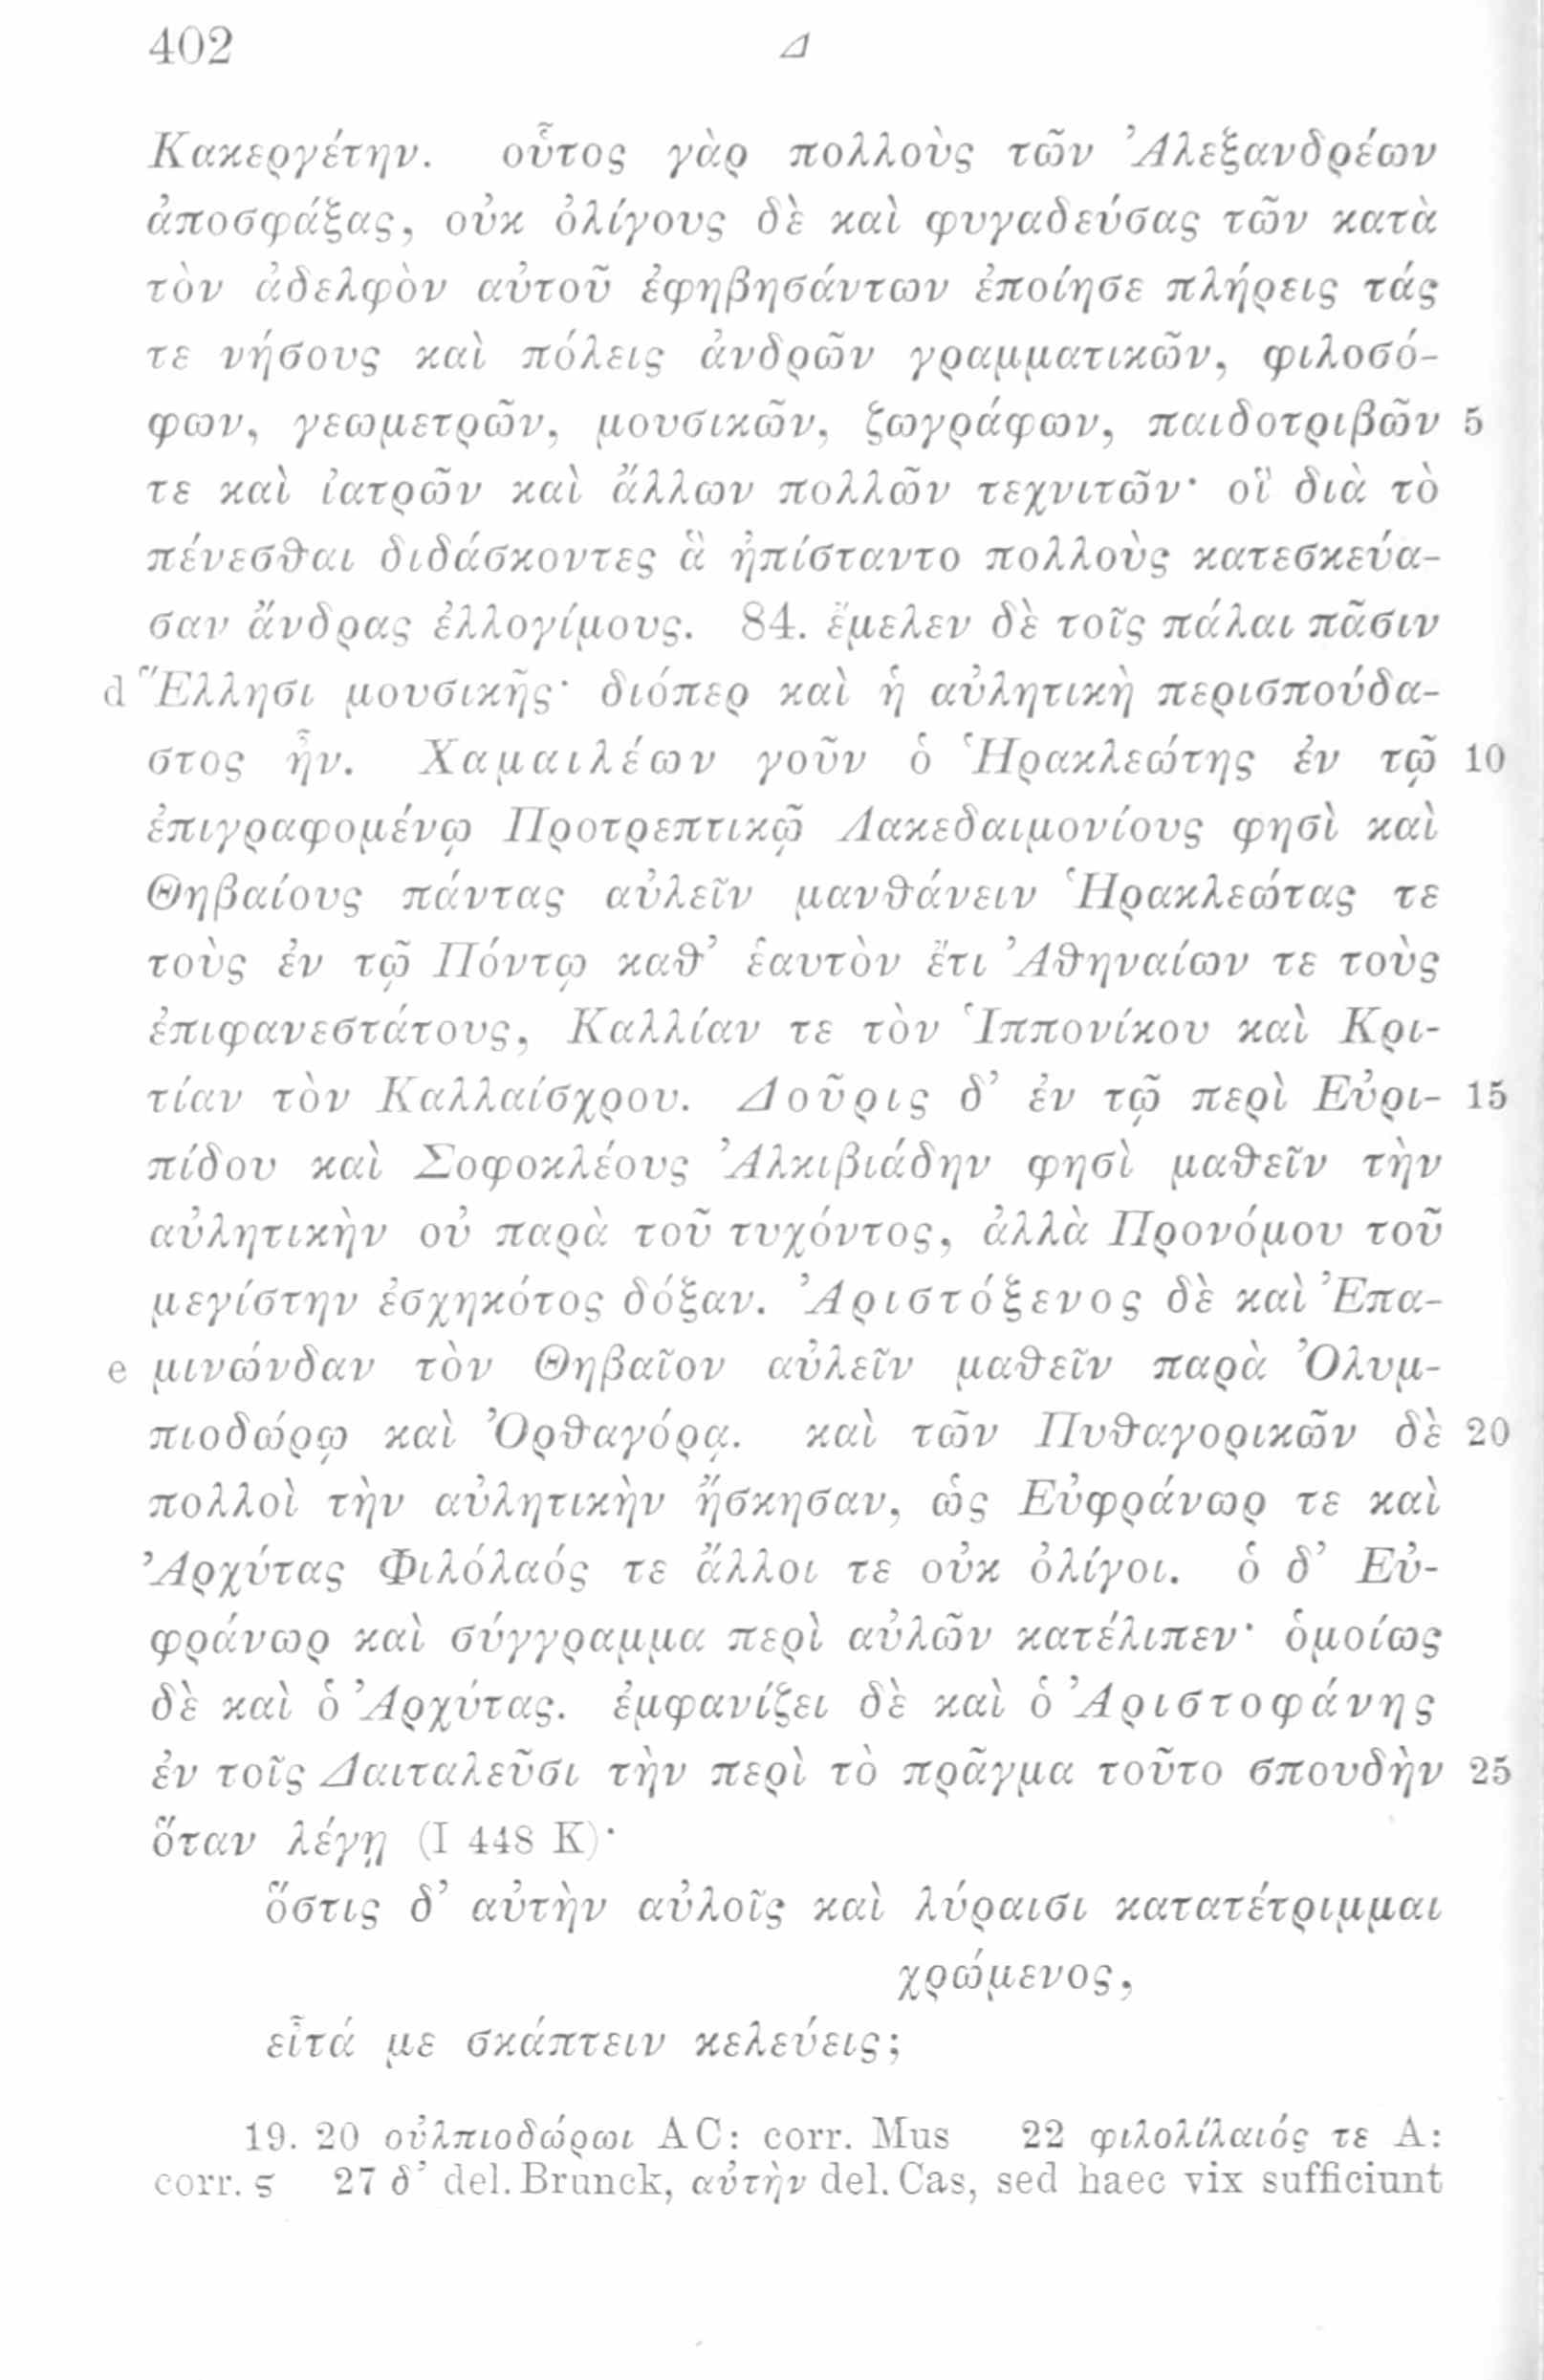 402 Δ
Κακεργέτην. οὗτος γὰρ πολλοὺς τῶν Ἀλεξανδρέων
ἀποσφάξας, οὐκ ὀλίγους δὲ καὶ φυγαδεύσας τῶν κατὰ
τὸν ἀδελφὸν αὐτοῦ ἐφηβησάντων ἐποίησε πλήρεις τάς
τε νήσους καὶ πόλεις ἀνδρῶν γραμματικῶν, φιλοσό-
φων, γεωμετρῶν, μουσικῶν, ζωγράφων, παιδοτριβῶν 5
τε καὶ ἰατρῶν καὶ ἄλλων πολλῶν τεχνιτῶν· οἳ διὰ τὸ
πένεσθαι διδάσκοντες ἃ ἠπίσταντο πολλοὺς κατεσκεύα-
σαν ἄνδρας ἐλλογίμους. 84. ἔμελεν δὲ τοῖς πάλαι πᾶσιν
d Ἕλλησι μουσικῆς· διόπερ καὶ ἡ αὐλητικὴ περισπούδα-
στος ἦν. Χαμαιλέων γοῦν ὁ Ἡρακλεώτης ἐν τῷ 10
ἐπιγραφομένῳ Προτρεπτικῷ Λακεδαιμονίους φησὶ καὶ
Θηβαίους πάντας αὐλεῖν μανθάνειν Ἡρακλεώτας τε
τοὺς ἐν τῷ Πόντῳ καθ’ ἑαυτὸν ἔτι Ἀθηναίων τε τοὺς
ἐπιφανεστάτους, Καλλίαν τε τὸν Ἱππονίκου καὶ Κρι-
τίαν τὸν Καλλαίσχρου. Δοῦρις δ’ ἐν τῷ περὶ Εὐρι- 15
πίδου καὶ Σοφοκλέους Ἀλκιβιάδην φησὶ μαθεῖν τὴν
αὐλητικὴν οὐ παρὰ τοῦ τυχόντος, ἀλλὰ Προνόμου τοῦ
μεγίστην ἐσχηκότος δόξαν. Ἀριστόξενος δὲ καὶ Ἐπα-
e μινώνδαν τὸν Θηβαῖον αὐλεῖν μαθεῖν παρὰ Ὀλυμ-
πιοδώρῳ καὶ Ὀρθαγόρᾳ. καὶ τῶν Πυθαγορικῶν δὲ 20
πολλοὶ τὴν αὐλητικὴν ἤσκησαν, ὡς Εὐφράνωρ τε καὶ
Ἀρχύτας Φιλόλαός τε ἄλλοι τε οὐκ ὀλίγοι. ὁ δ’ Εὐ-
φράνωρ καὶ σύγγραμμα περὶ αὐλῶν κατέλιπεν· ὁμοίως
δὲ καὶ ὁ Ἀρχύτας. ἐμφανίζει δὲ καὶ ὁ Ἀριστοφάνης
ἐν τοῖς Δαιταλεῦσι τὴν περὶ τὸ πρᾶγμα τοῦτο σπουδὴν 25
ὅταν λέγῃ (I 448 K)·
ὅστις δ’ αὐτὴν αὐλοῖς καὶ λύραισι κατατέτριμμαι
χρώμενος,
εἶτά με σκάπτειν κελεύεις;
19. 20 οὐλπιοδώρωι AC: corr. Mus 22 φιλολίλαιός τε A:
corr. ς 27 δ’ del. Brunck, αὐτὴν del. Cas, sed haec vix sufficiunt